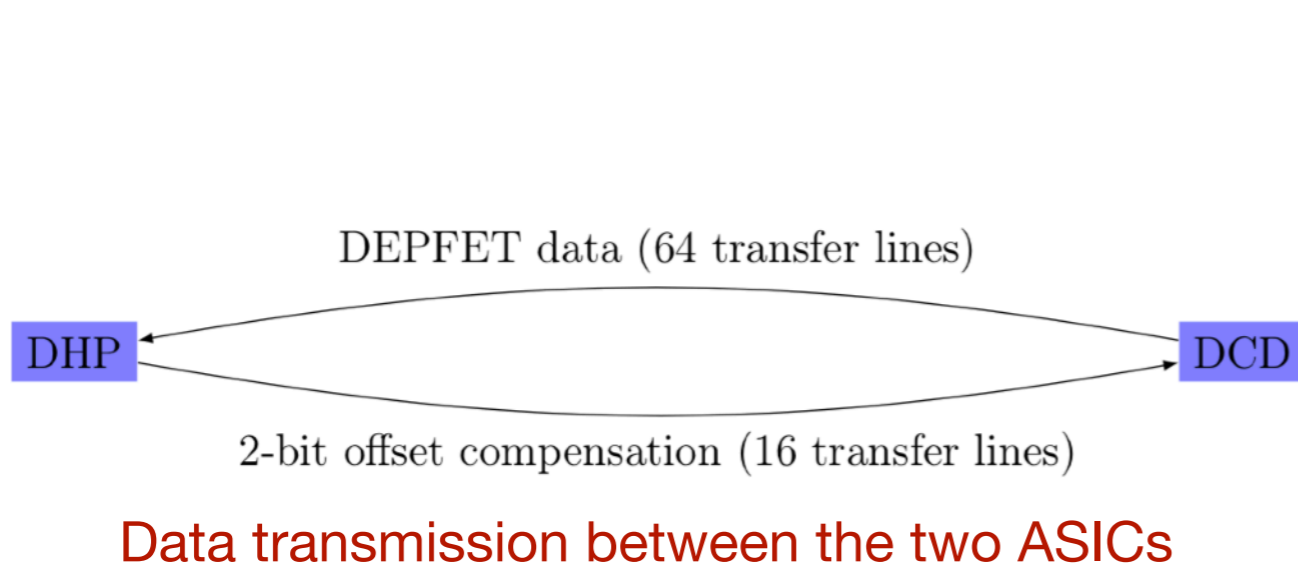 DEPFET data (64 transfer lines)
DHP
DCD
2-bit offset compensation (16 transfer lines)
Data transmission between the two ASICs